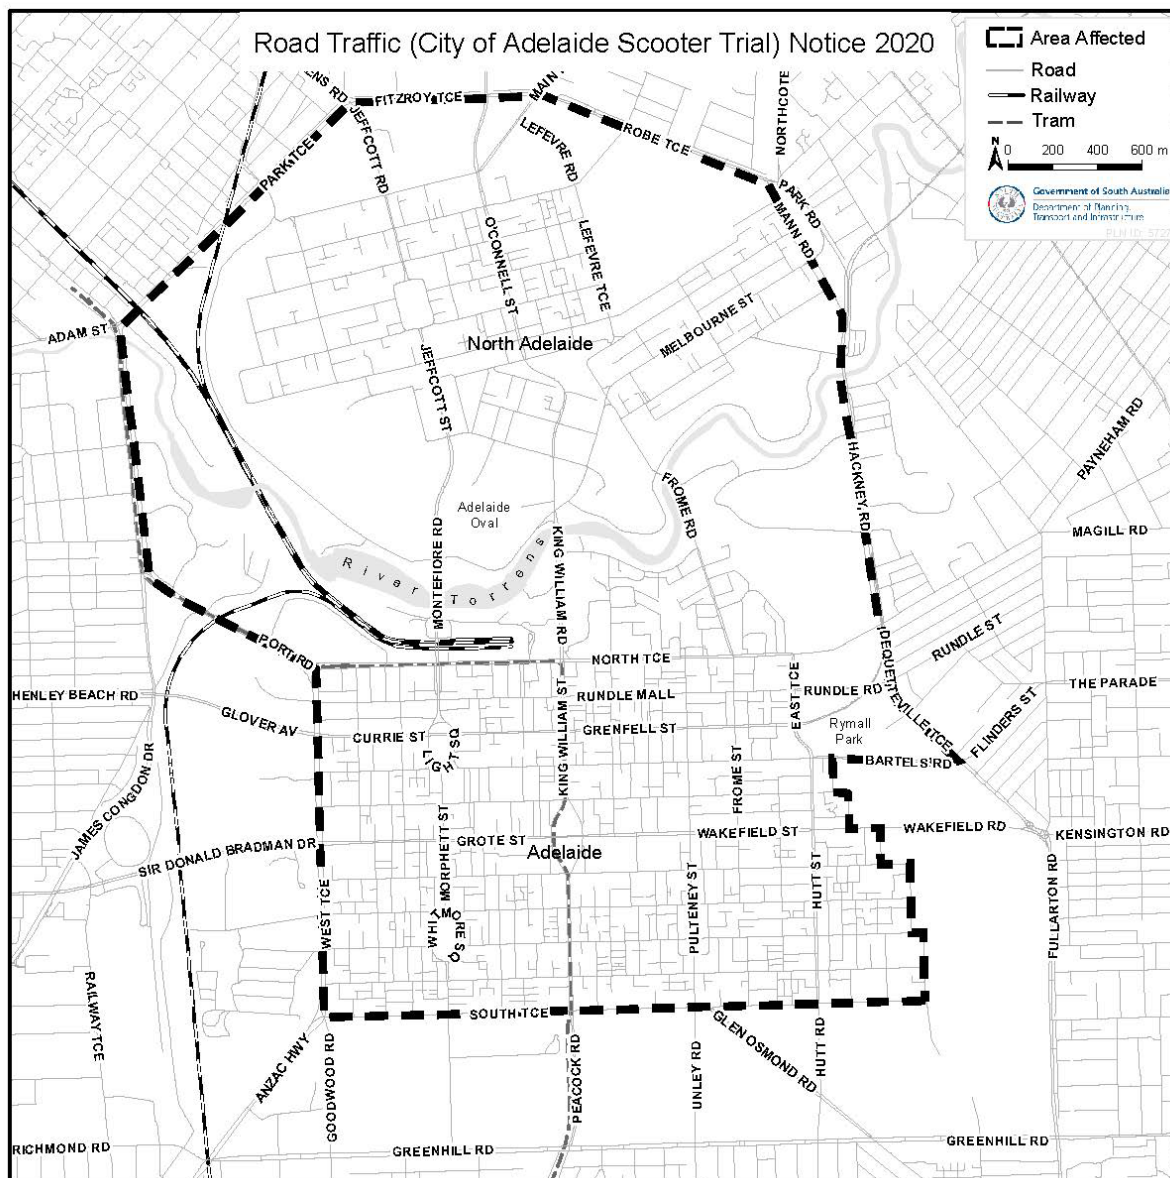 Road Traffic (City of Adelaide Scooter Trial) Notice 2020
Area Affected
Road
Railway
Tram
N
0 200 400 600 m
Government of South Australia
Department of Planning,
Transport and Infrastructure
ENS RD
FITZROY TCE
MAIN
NORTHCOTE
JEFFCOTT RD
LEFEVRE RD
ROBE TCE
PARK TCE
PARK RD
MANN RD
O'CONNELL ST
LEFEVRE TCE
ADAM ST
MELBOURNE ST
North Adelaide
JEFFCOTT ST
PAYNEHAM RD
HACKNEY RD
FROME RD
Adelaide
Oval
MAGILL RD
MONTEFIORE RD
KING WILLIAM RD
River Torrens
PORT RD
DEQUETTEVILLE TCE
RUNDLE ST
NORTH TCE
HENLEY BEACH RD
RUNDLE MALL
RUNDLE RD
THE PARADE
EAST TCE
GLOVER AV
CURRIE ST
GRENFELL ST
Rymall
Park
FLINDERS ST
LIGHT SQ
KING WILLIAM ST
FROME ST
BARTELS RD
JAMES CONGDON DR
MORPHETT ST
GROTE ST
WAKEFIELD ST
WAKEFIELD RD
KENSINGTON RD
Adelaide
SIR DONALD BRADMAN DR
HUTT ST
WEST TCE
WHITMORE SQ
PULTENEY ST
FULLARTON RD
RAILWAY TCE
SOUTH TCE
GLEN OSMOND RD
ANZAC HWY
GOODWOOD RD
PEACOCK RD
UNLEY RD
HUTT RD
RICHMOND RD
GREENHILL RD
GREENHILL RD